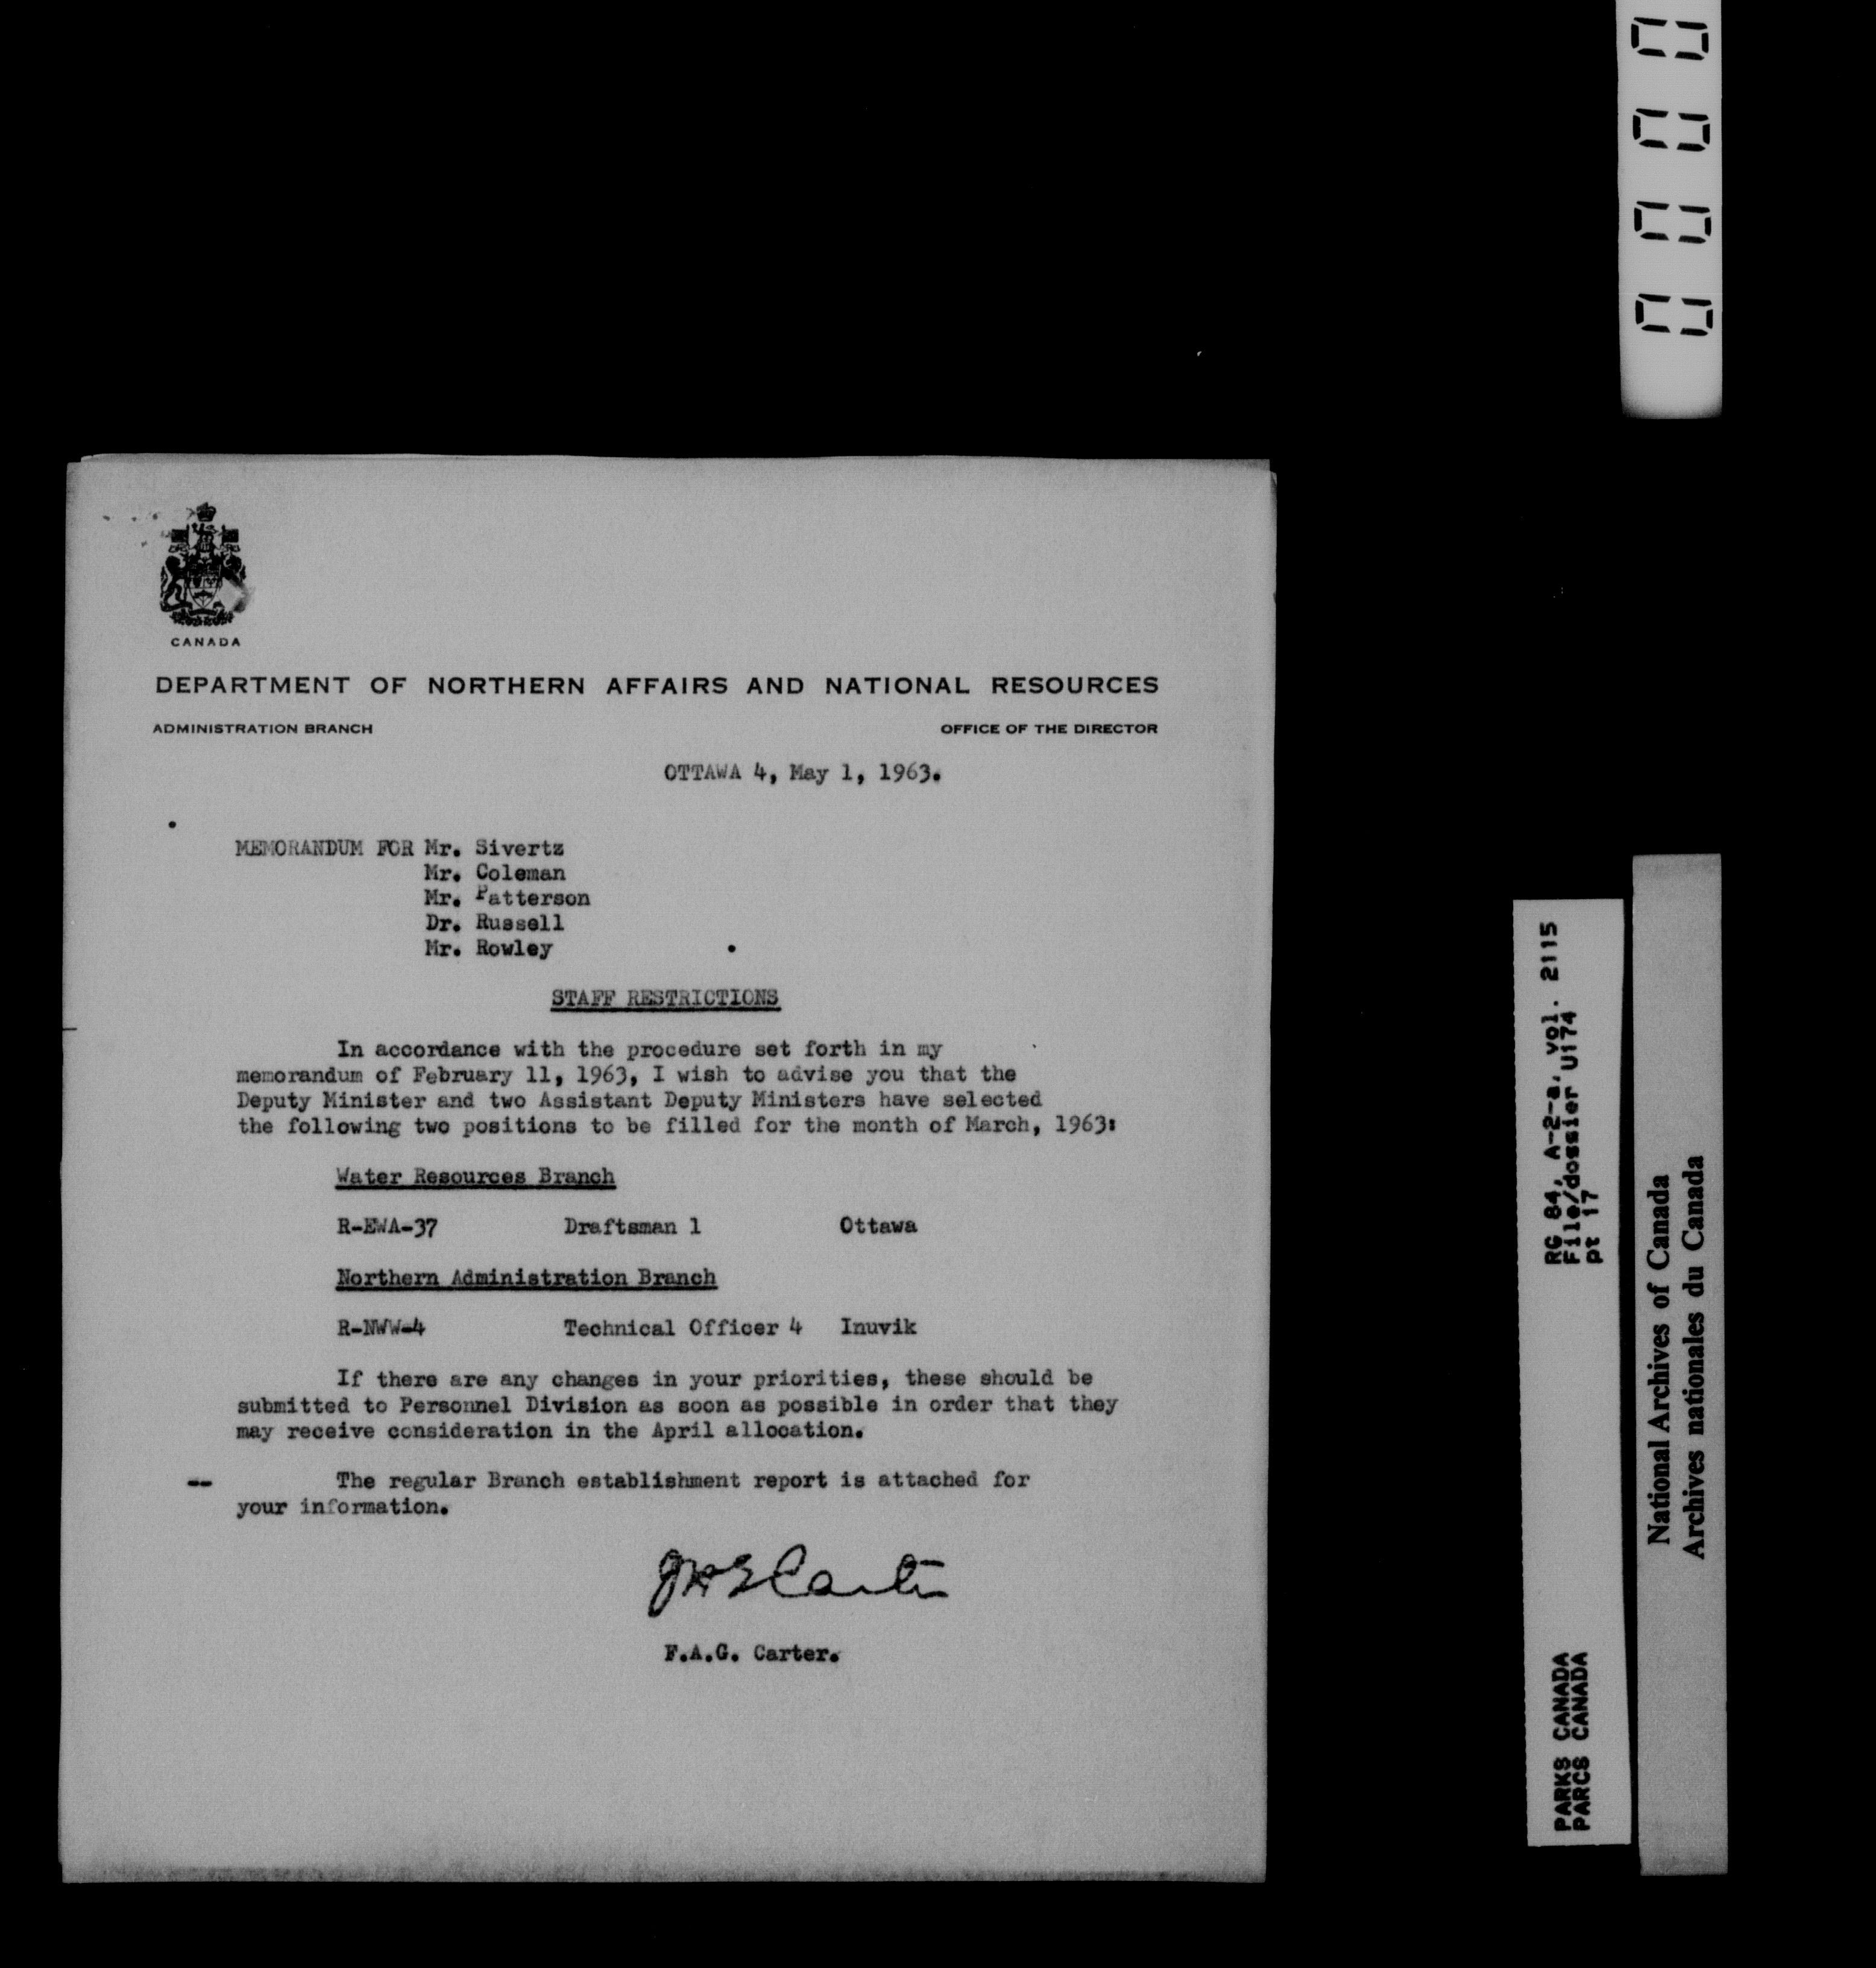 CANADA
DEPARTMENT OF NORTHERN AFFAIRS AND NATIONAL RESOURCES
ADMINISTRATION BRANCH OFFICE OF THE DIRECTOR
OTTAWA 4, May 1, 1963.
MEMORANDUM FOR Mr. Sivertz
Mr. Coleman
Mr. Patterson
Dr. Russell
Mr. Rowley
STAFF RESTRICTIONS
In accordance with the procedure set forth in my
memorandum of February 11, 1963, I wish to advise you that the
Deputy Minister and two Assistant Deputy Ministers have selected
the following two positions to be filled for the month of March, 1963:
Water Resources Branch
R-EWA-37 Draftsman 1 Ottawa
Northern Administration Branch
R-NWW-4 Technical Officer 4 Inuvik
If there are any changes in your priorities, these should be
submitted to Personnel Division as soon as possible in order that they
may receive consideration in the April allocation.
-- The regular Branch establishment report is attached for
your information.
Carter
F.A.G. Carter.
0000
RG 84, A-2-a, vol. 2115
File/dossier U174
pt 17
PARKS CANADA
PARCS CANADA
National Archives of Canada
Archives nationales du Canada